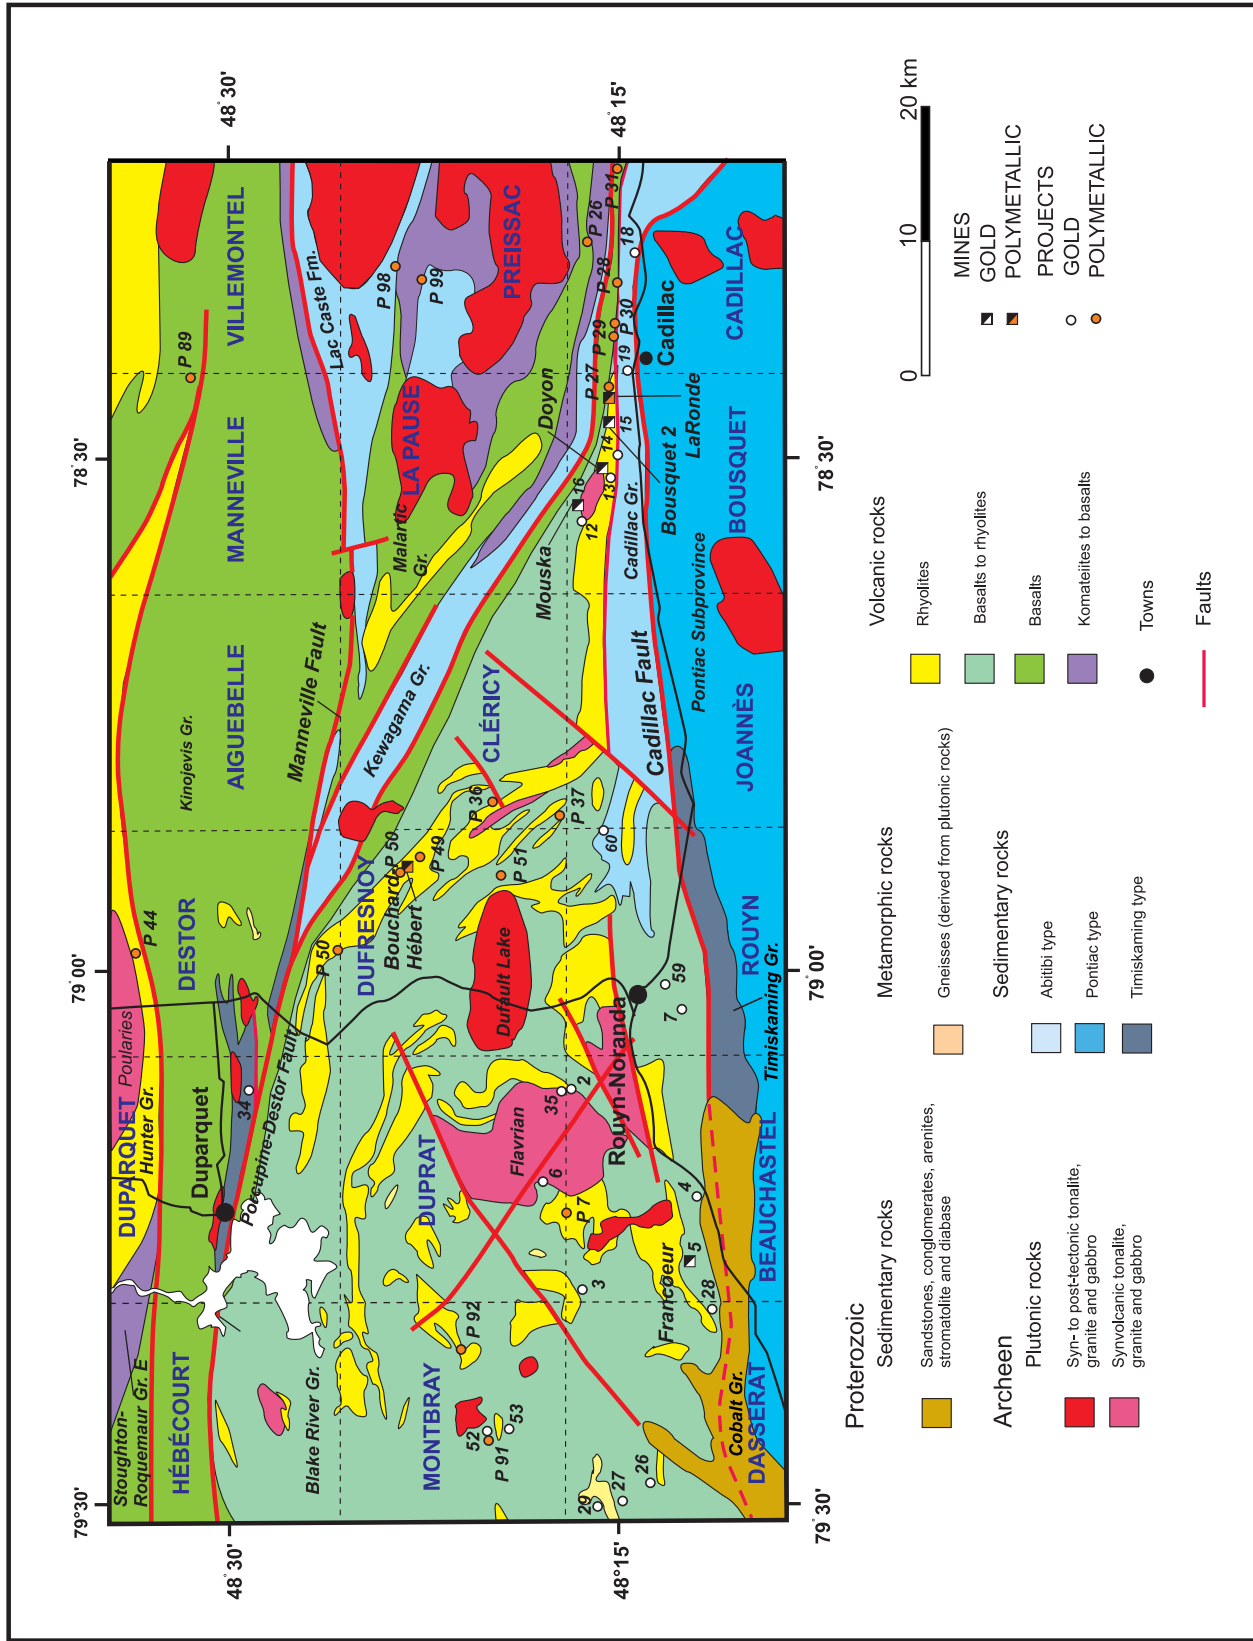 79°30'
79°00'
78°30'
48°30'
48°30'
48°15'
48°15'
79°30'
79°00'
78°30'
Stoughton-
Roquemaur Gr. E
HÉBÉCOURT
DUPARQUET
Hunter Gr.
Poularies
P 44
DESTOR
Kinojevis Gr.
AIGUEBELLE
MANNEVILLE
VILLEMONTEL
P 89
Duparquet
34
Porcupine-Destor Fault
Manneville Fault
Lac Caste Fm.
Blake River Gr.
P 50
DUFRESNOY
Kewagama Gr.
Malartic
Gr.
LA PAUSE
P 98
P 99
PREISSAC
MONTBRAY
P 92
DUPRAT
Bouchard-
Hébert
P 50
P 49
P 36
CLÉRICY
52
53
P 91
Flavrian
Dufault Lake
P 51
P 37
Mouska
Doyon
16
12
13
14
15
P 27
P 29
P 28
P 26
P 31
P 30
18
19
Cadillac
35
2
6
P 7
3
29
27
26
60
Rouyn-Noranda
59
7
4
5
28
Francoeur
Cadillac Fault
Cadillac Gr.
Bousquet 2
LaRonde
Pontiac Subprovince
Cobalt Gr.
DASSERAT
BEAUCHASTEL
Timiskaming Gr.
ROUYN
JOANNÈS
BOUSQUET
CADILLAC
Proterozoic
Sedimentary rocks
Sandstones, conglomerates, arenites,
stromatolite and diabase
Archeen
Plutonic rocks
Syn- to post-tectonic tonalite,
granite and gabbro
Synvolcanic tonalite,
granite and gabbro
Metamorphic rocks
Gneisses (derived from plutonic rocks)
Sedimentary rocks
Abitibi type
Pontiac type
Timiskaming type
Volcanic rocks
Rhyolites
Basalts to rhyolites
Basalts
Komateiites to basalts
Towns
Faults
0
10
20 km
MINES
GOLD
POLYMETALLIC
PROJECTS
GOLD
POLYMETALLIC